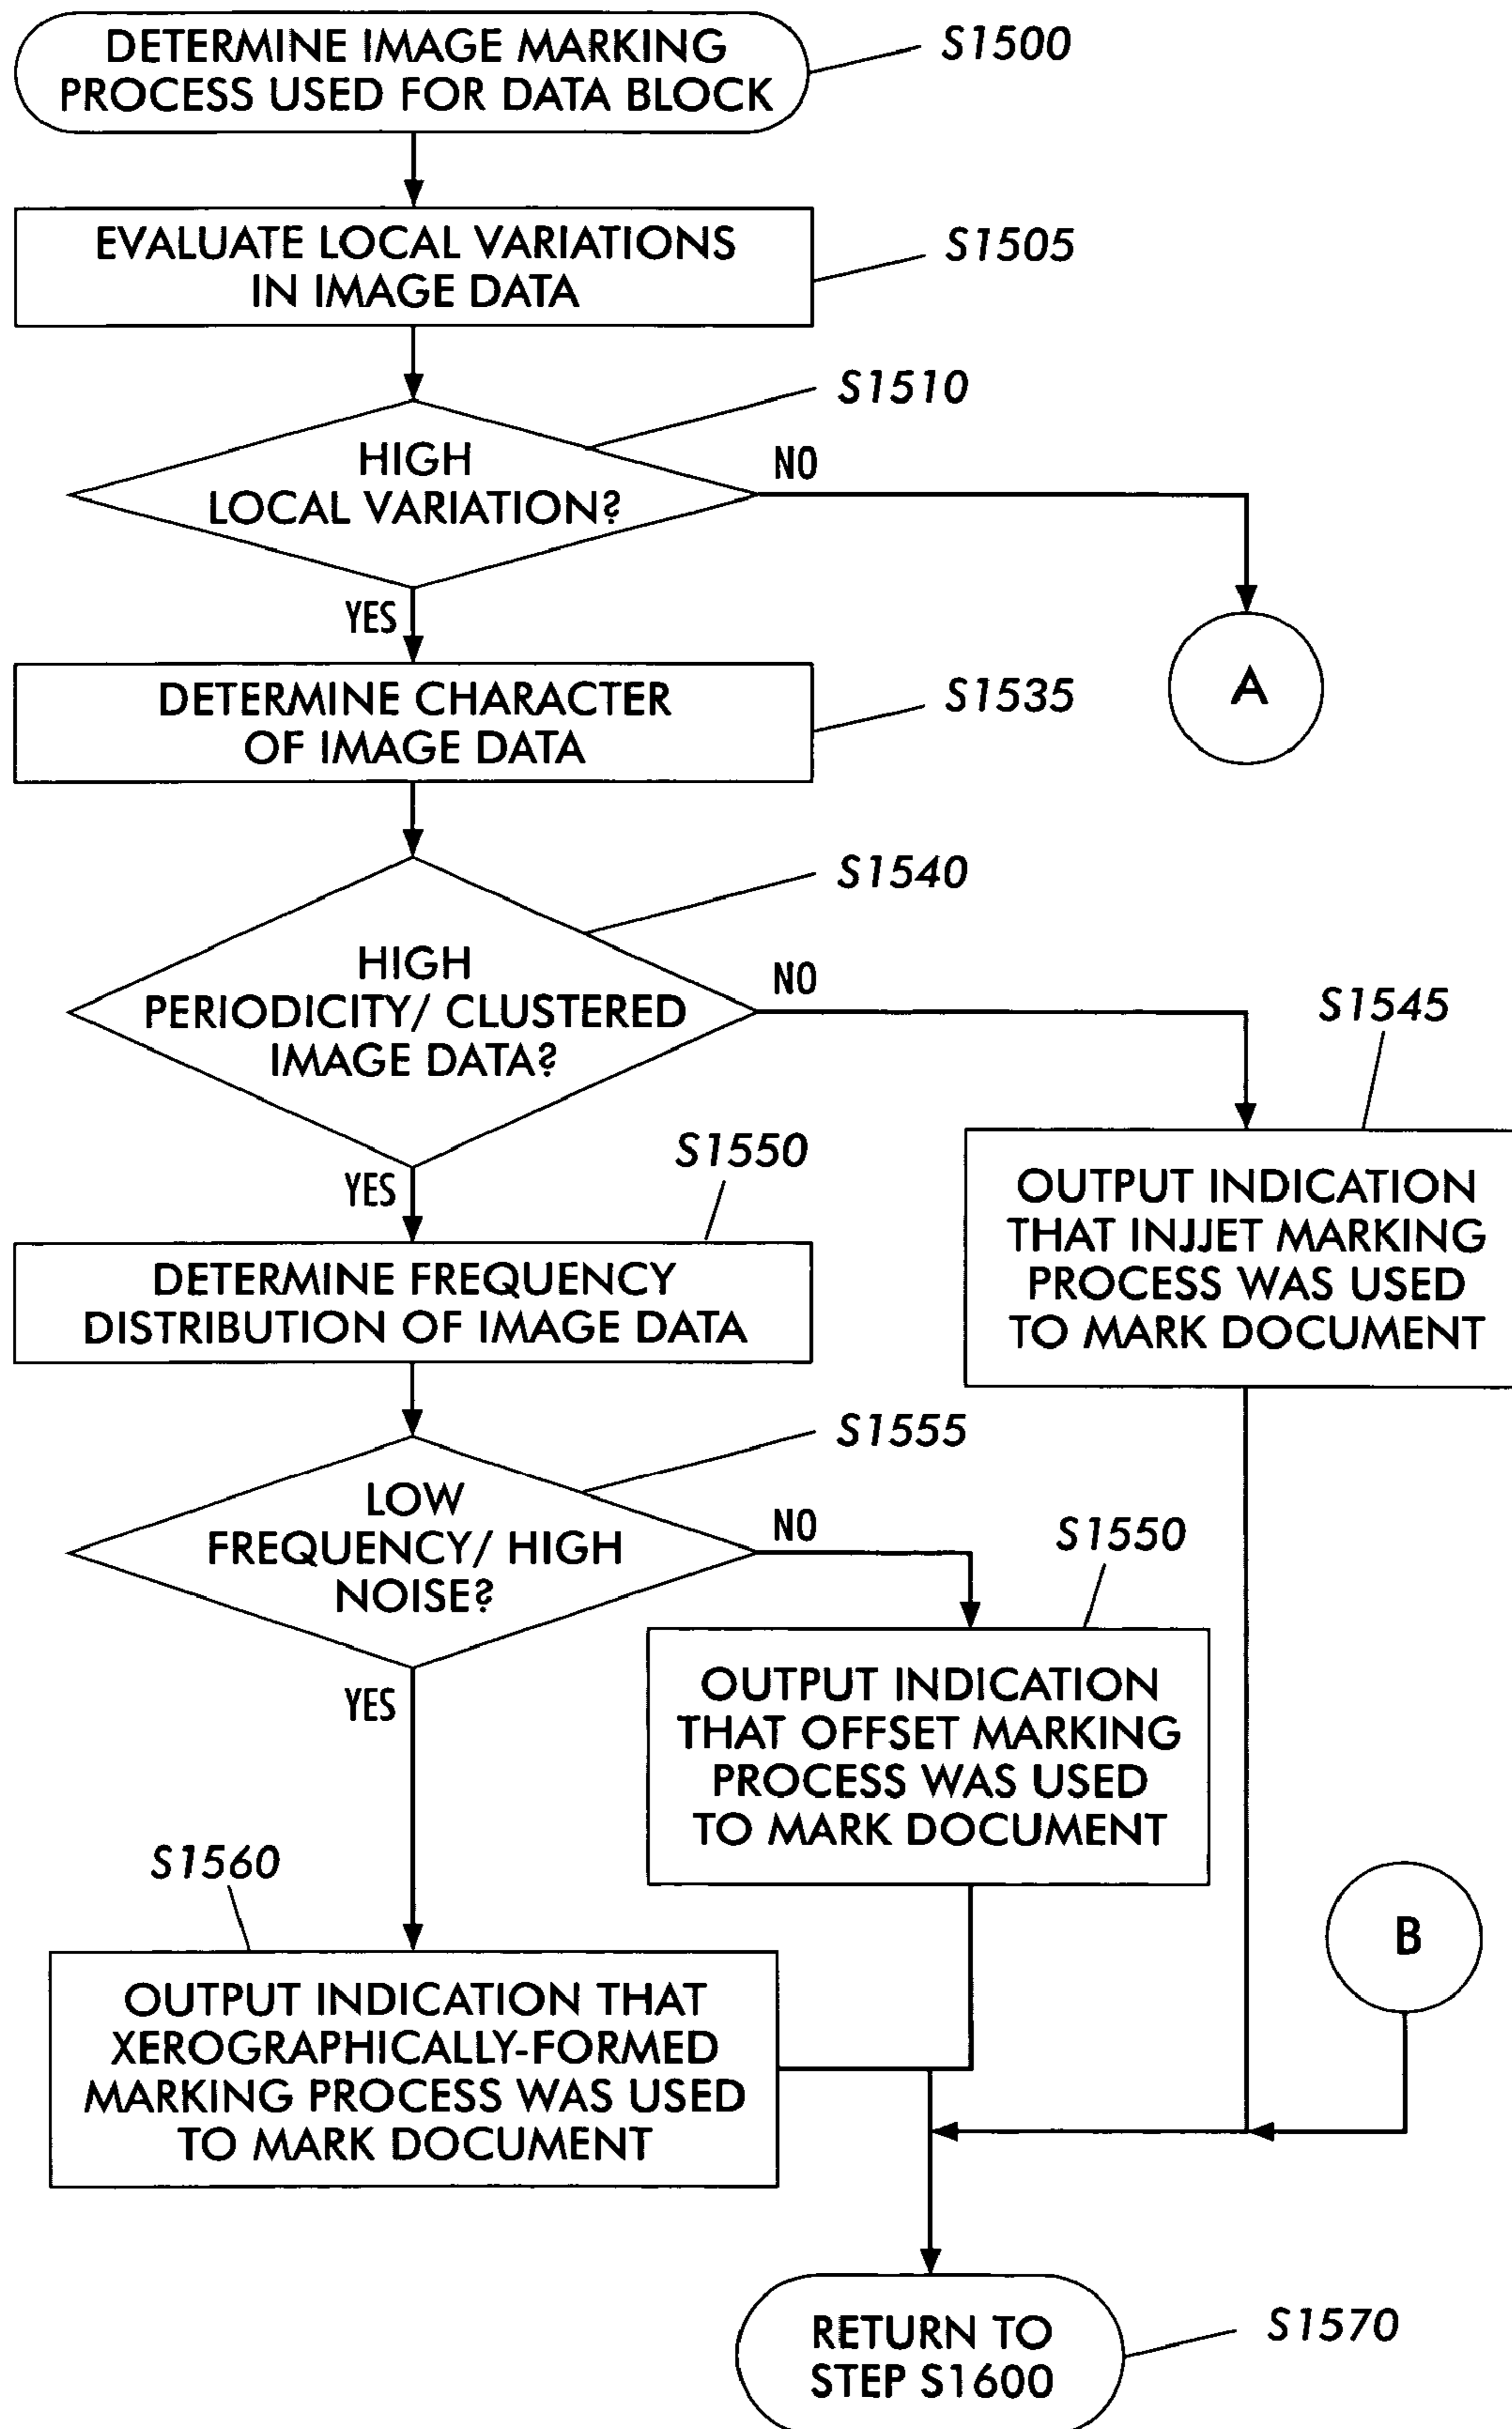 DETERMINE IMAGE MARKING
PROCESS USED FOR DATA BLOCK
S1500
EVALUATE LOCAL VARIATIONS
IN IMAGE DATA
S1505
S1510
HIGH
LOCAL VARIATION?
NO
YES
A
DETERMINE CHARACTER
OF IMAGE DATA
S1535
S1540
HIGH
PERIODICITY/ CLUSTERED
IMAGE DATA?
NO
YES
S1545
OUTPUT INDICATION
THAT INJJET MARKING
PROCESS WAS USED
TO MARK DOCUMENT
S1550
DETERMINE FREQUENCY
DISTRIBUTION OF IMAGE DATA
S1555
LOW
FREQUENCY/ HIGH
NOISE?
NO
YES
S1550
OUTPUT INDICATION
THAT OFFSET MARKING
PROCESS WAS USED
TO MARK DOCUMENT
S1560
OUTPUT INDICATION THAT
XEROGRAPHICALLY-FORMED
MARKING PROCESS WAS USED
TO MARK DOCUMENT
B
RETURN TO
STEP S1600
S1570